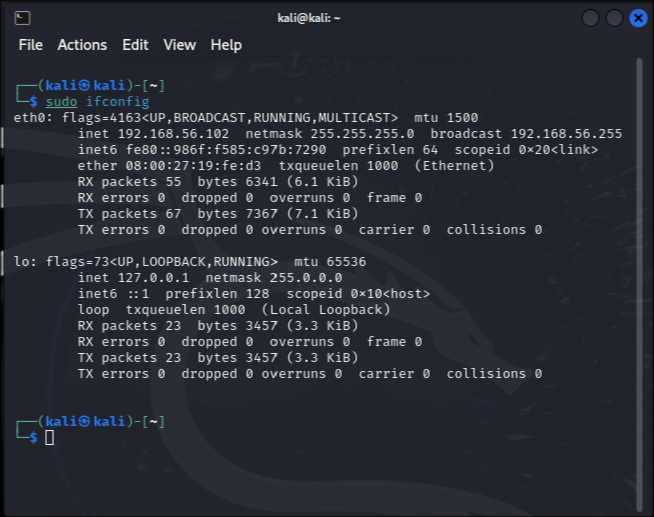 kali@kali: ~
File Actions Edit View Help
┌──(kali㉿kali)-[~]
└─$ sudo ifconfig
eth0: flags=4163<UP,BROADCAST,RUNNING,MULTICAST>  mtu 1500
        inet 192.168.56.102  netmask 255.255.255.0  broadcast 192.168.56.255
        inet6 fe80::986f:f585:c97b:7290  prefixlen 64  scopeid 0×20<link>
        ether 08:00:27:19:fe:d3  txqueuelen 1000  (Ethernet)
        RX packets 55  bytes 6341 (6.1 KiB)
        RX errors 0  dropped 0  overruns 0  frame 0
        TX packets 67  bytes 7367 (7.1 KiB)
        TX errors 0  dropped 0 overruns 0  carrier 0  collisions 0
lo: flags=73<UP,LOOPBACK,RUNNING>  mtu 65536
        inet 127.0.0.1  netmask 255.0.0.0
        inet6 ::1  prefixlen 128  scopeid 0×10<host>
        loop  txqueuelen 1000  (Local Loopback)
        RX packets 23  bytes 3457 (3.3 KiB)
        RX errors 0  dropped 0  overruns 0  frame 0
        TX packets 23  bytes 3457 (3.3 KiB)
        TX errors 0  dropped 0 overruns 0  carrier 0  collisions 0
┌──(kali㉿kali)-[~]
└─$